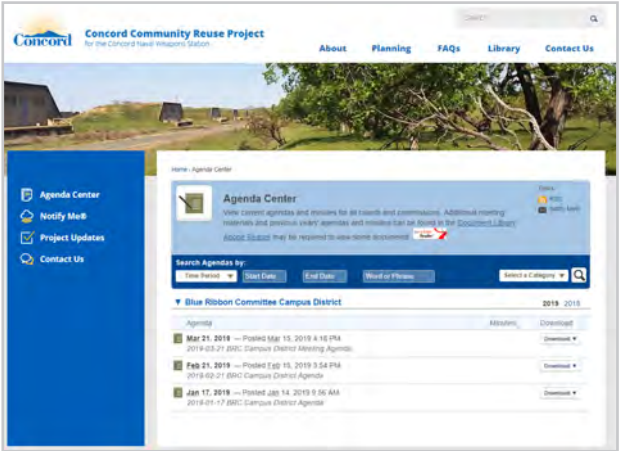 Search
Concord
Concord Community Reuse Project
for the Concord Naval Weapons Station
About Planning FAQs Library Contact Us
Agenda Center
Notify Me®
Project Updates
Contact Us
Home › Agenda Center
Agenda Center
View current agendas and minutes for all boards and commissions. Additional meeting
materials and previous years' agendas and minutes can be found in the Document Library.
Adobe Reader may be required to view some documents.
RSS
Notify Me®
Search Agendas by:
Time Period Start Date End Date Word or Phrase Select a Category
Blue Ribbon Committee Campus District 2019 2018
Agenda Minutes Download
Mar 21, 2019 — Posted Mar 15, 2019 4:16 PM Download
2019-03-21 BRC Campus District Meeting Agenda
Feb 21, 2019 — Posted Feb 15, 2019 3:54 PM Download
2019-02-21 BRC Campus District Agenda
Jan 17, 2019 — Posted Jan 14, 2019 9:56 AM Download
2019-01-17 BRC Campus District Agenda